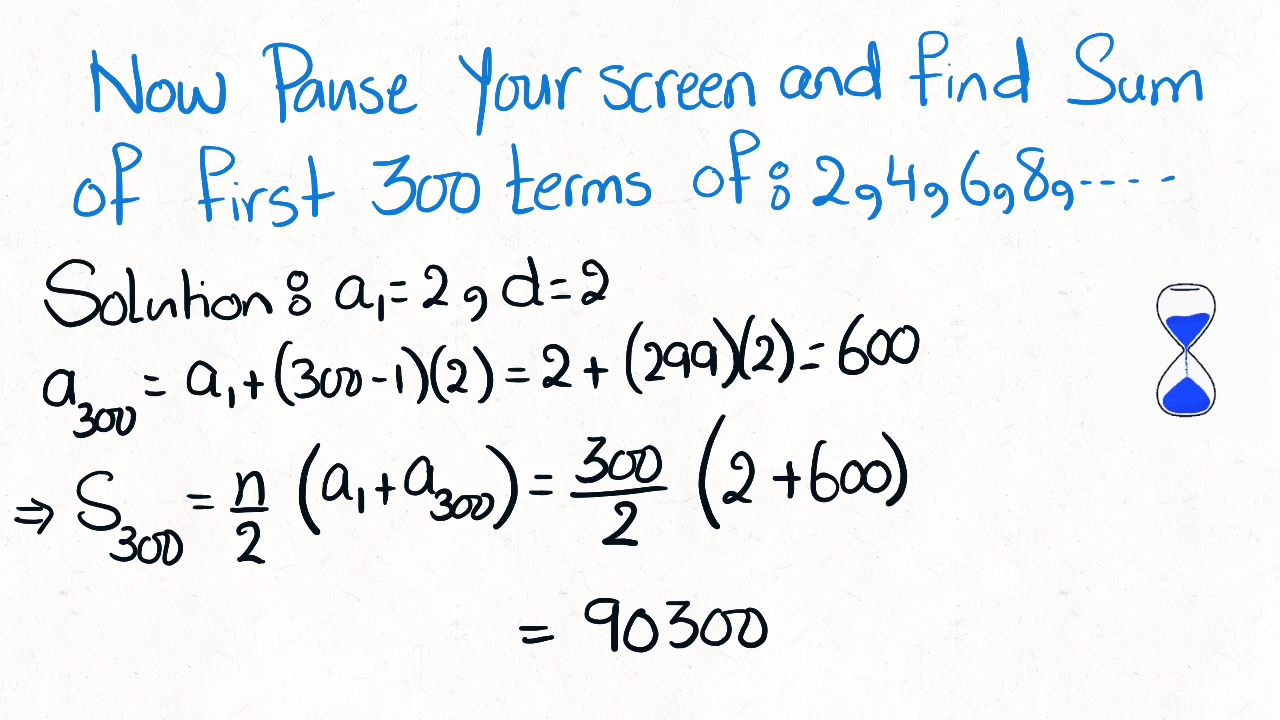 Now Pause Your screen and find Sum
of first 300 terms of: 2, 4, 6, 8, ----
Solution: a₁ = 2, d = 2
a₃₀₀ = a₁ + (300-1)(2) = 2 + (299)(2) = 600
⇒ S₃₀₀ = n/2 (a₁ + a₃₀₀) = 300/2 (2 + 600)
= 90300